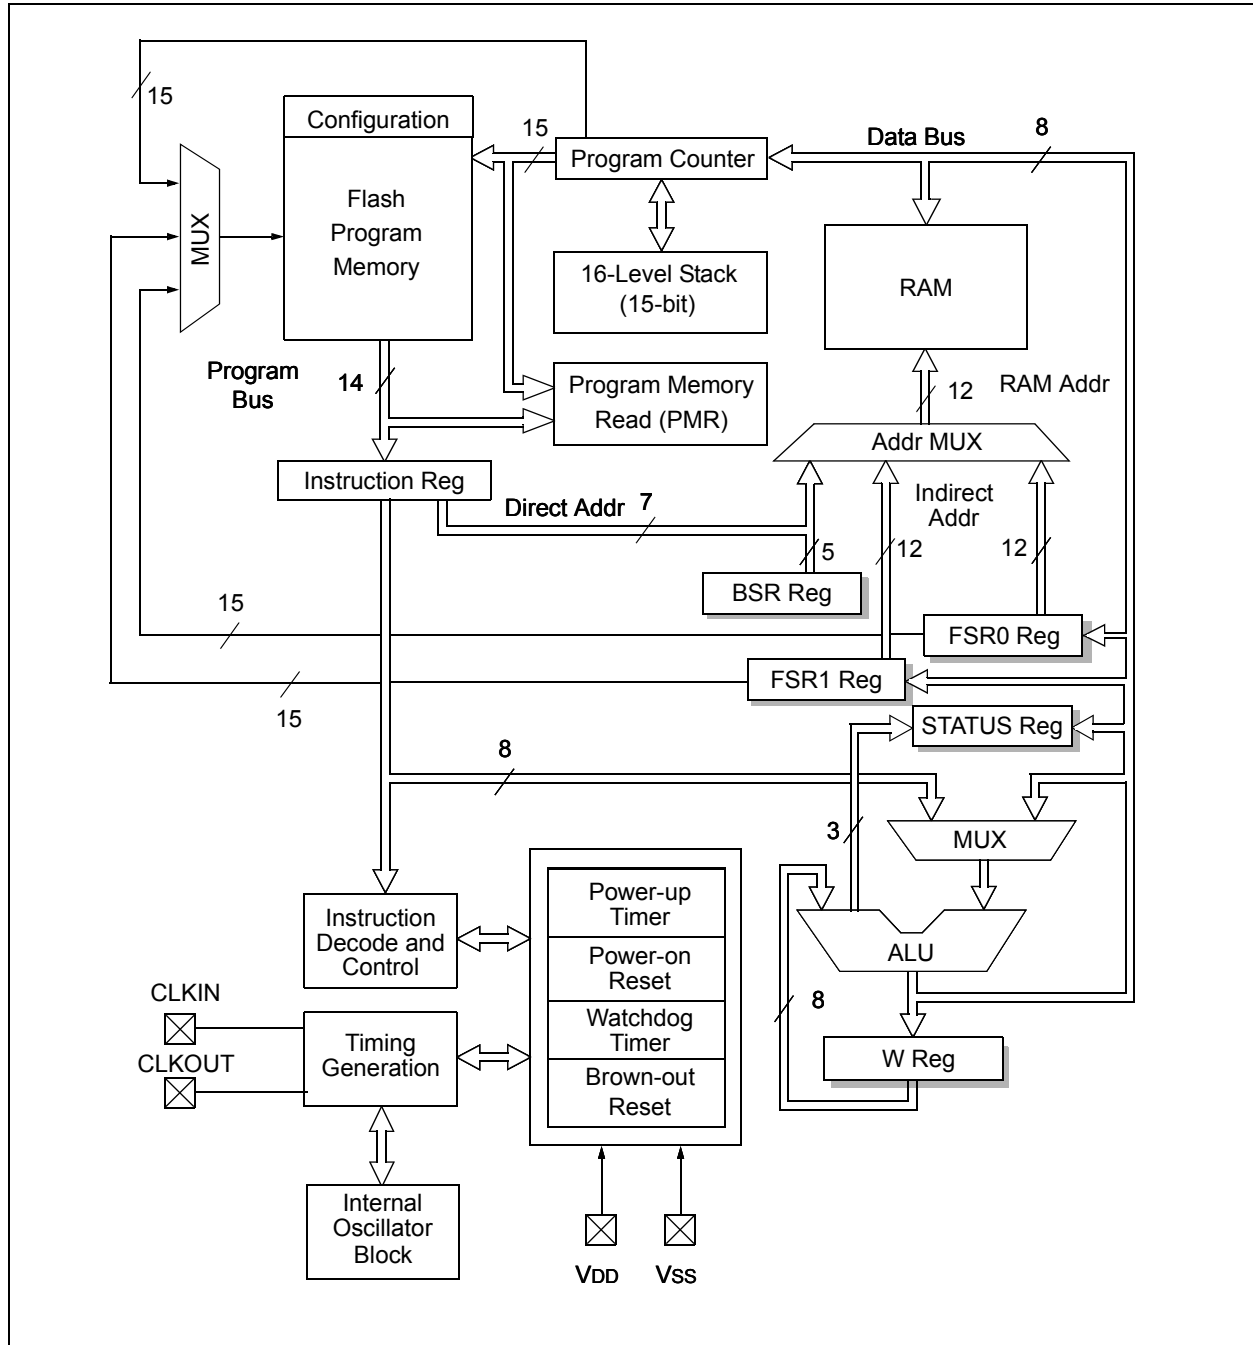 15
Configuration
15
Program Counter
Data Bus
8
Flash
Program
Memory
MUX
16-Level Stack
(15-bit)
RAM
Program
Bus
14
Program Memory
Read (PMR)
RAM Addr
12
Addr MUX
Instruction Reg
Direct Addr
7
Indirect
Addr
5
12
12
BSR Reg
15
FSR0 Reg
FSR1 Reg
15
STATUS Reg
8
3
MUX
Power-up
Timer
Instruction
Decode and
Control
Power-on
Reset
ALU
CLKIN
8
Timing
Generation
Watchdog
Timer
W Reg
CLKOUT
Brown-out
Reset
Internal
Oscillator
Block
VDD
VSS